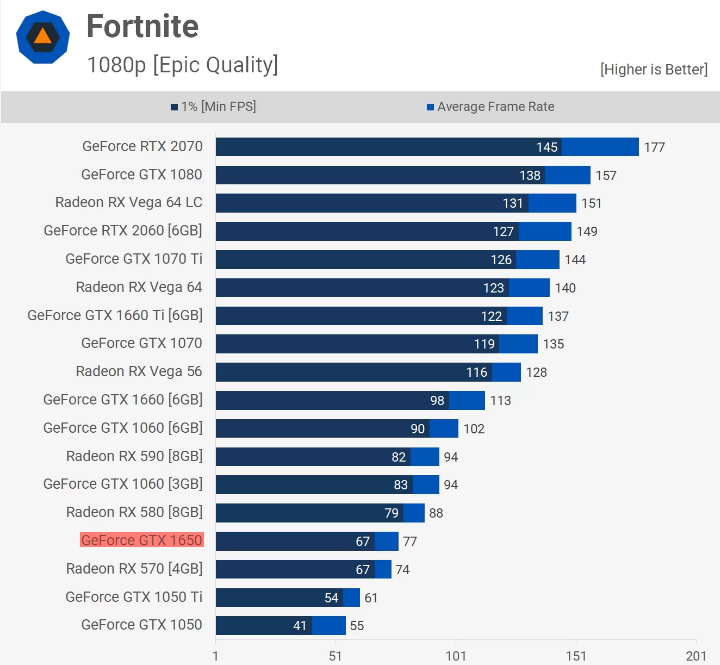 Fortnite
1080p [Epic Quality]
[Higher is Better]
1% [Min FPS] Average Frame Rate
GeForce RTX 2070 145 177
GeForce GTX 1080 138 157
Radeon RX Vega 64 LC 131 151
GeForce RTX 2060 [6GB] 127 149
GeForce GTX 1070 Ti 126 144
Radeon RX Vega 64 123 140
GeForce GTX 1660 Ti [6GB] 122 137
GeForce GTX 1070 119 135
Radeon RX Vega 56 116 128
GeForce GTX 1660 [6GB] 98 113
GeForce GTX 1060 [6GB] 90 102
Radeon RX 590 [8GB] 82 94
GeForce GTX 1060 [3GB] 83 94
Radeon RX 580 [8GB] 79 88
GeForce GTX 1650 67 77
Radeon RX 570 [4GB] 67 74
GeForce GTX 1050 Ti 54 61
GeForce GTX 1050 41 55
1 51 101 151 201